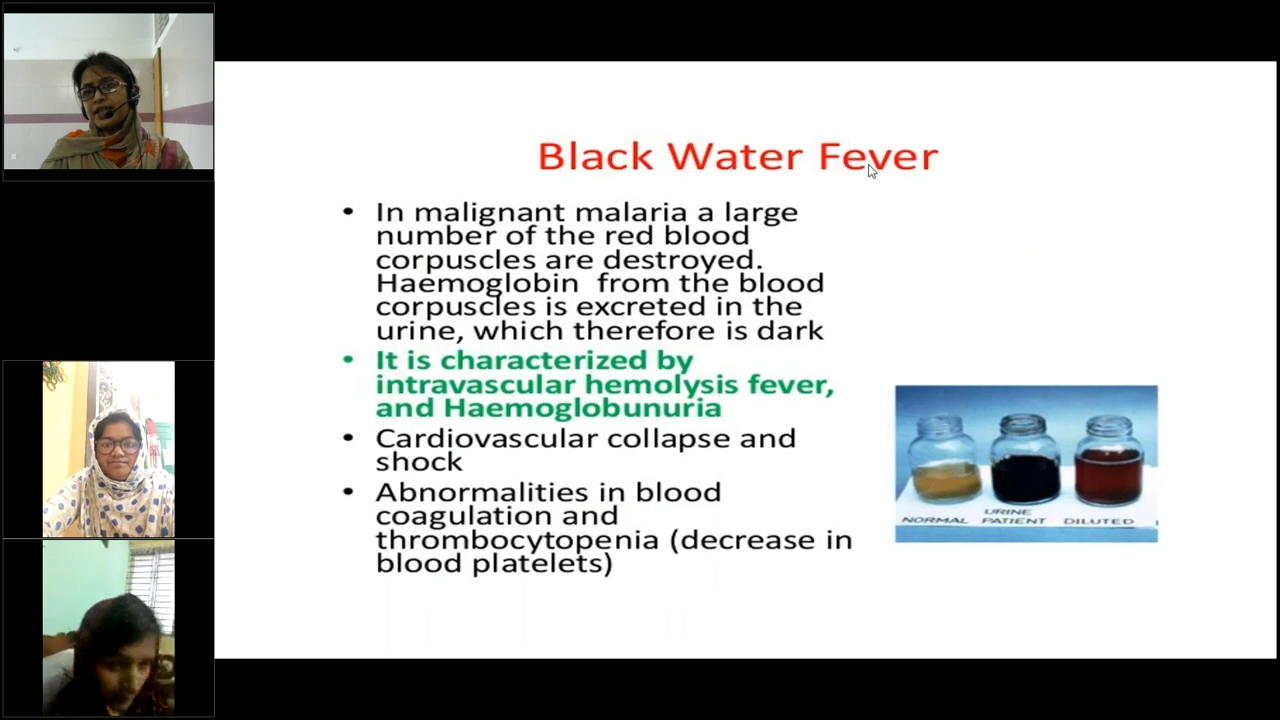 Black Water Fever
• In malignant malaria a large
number of the red blood
corpuscles are destroyed.
Haemoglobin from the blood
corpuscles is excreted in the
urine, which therefore is dark
• It is characterized by
intravascular hemolysis fever,
and Haemoglobunuria
• Cardiovascular collapse and
shock
• Abnormalities in blood
coagulation and
thrombocytopenia (decrease in
blood platelets)
NORMAL
URINE
PATIENT
DILUTED